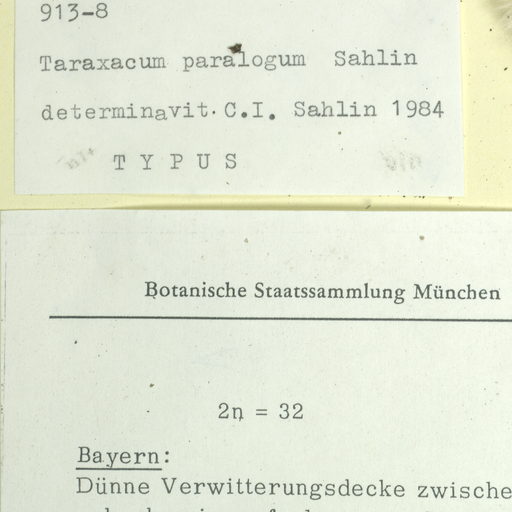 913-8
Taraxacum paralogum Sahlin
determinavit. C.I. Sahlin 1984
T Y P U S
Botanische Staatssammlung München
2n = 32
Bayern:
Dünne Verwitterungsdecke zwische